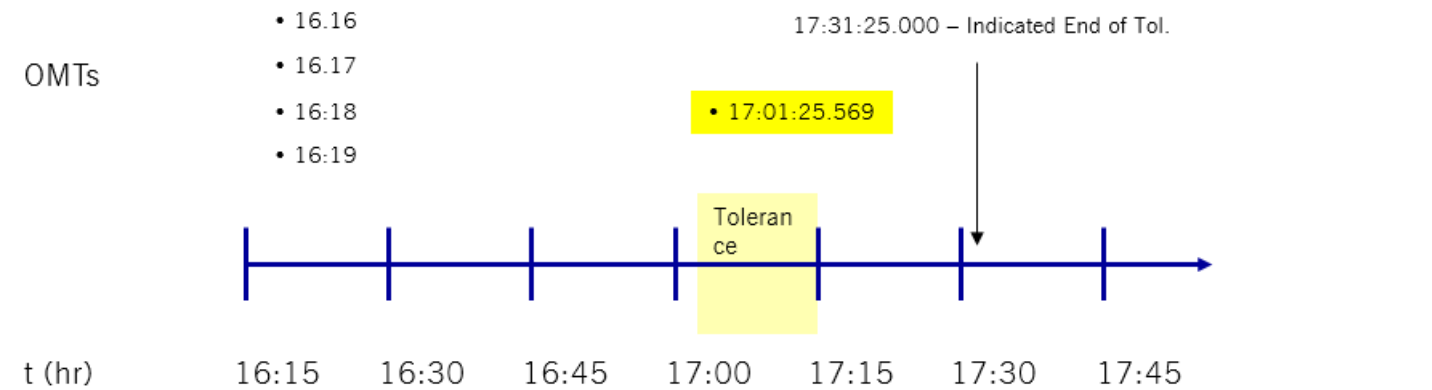 • 16.16
17:31:25.000 – Indicated End of Tol.
• 16.17
OMTs
• 16:18
• 17:01:25.569
• 16:19
Toleran
ce
t (hr)
16:15 16:30 16:45 17:00 17:15 17:30 17:45